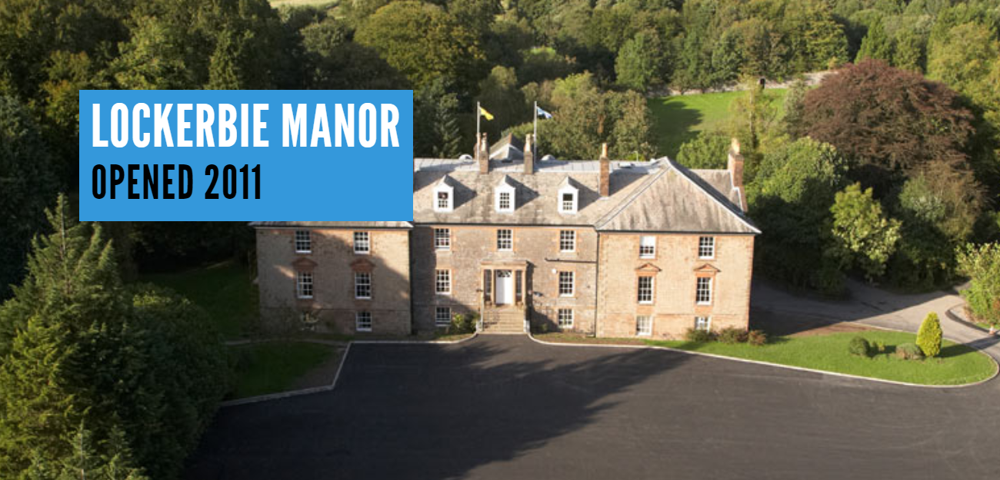 LOCKERBIE MANOR
OPENED 2011